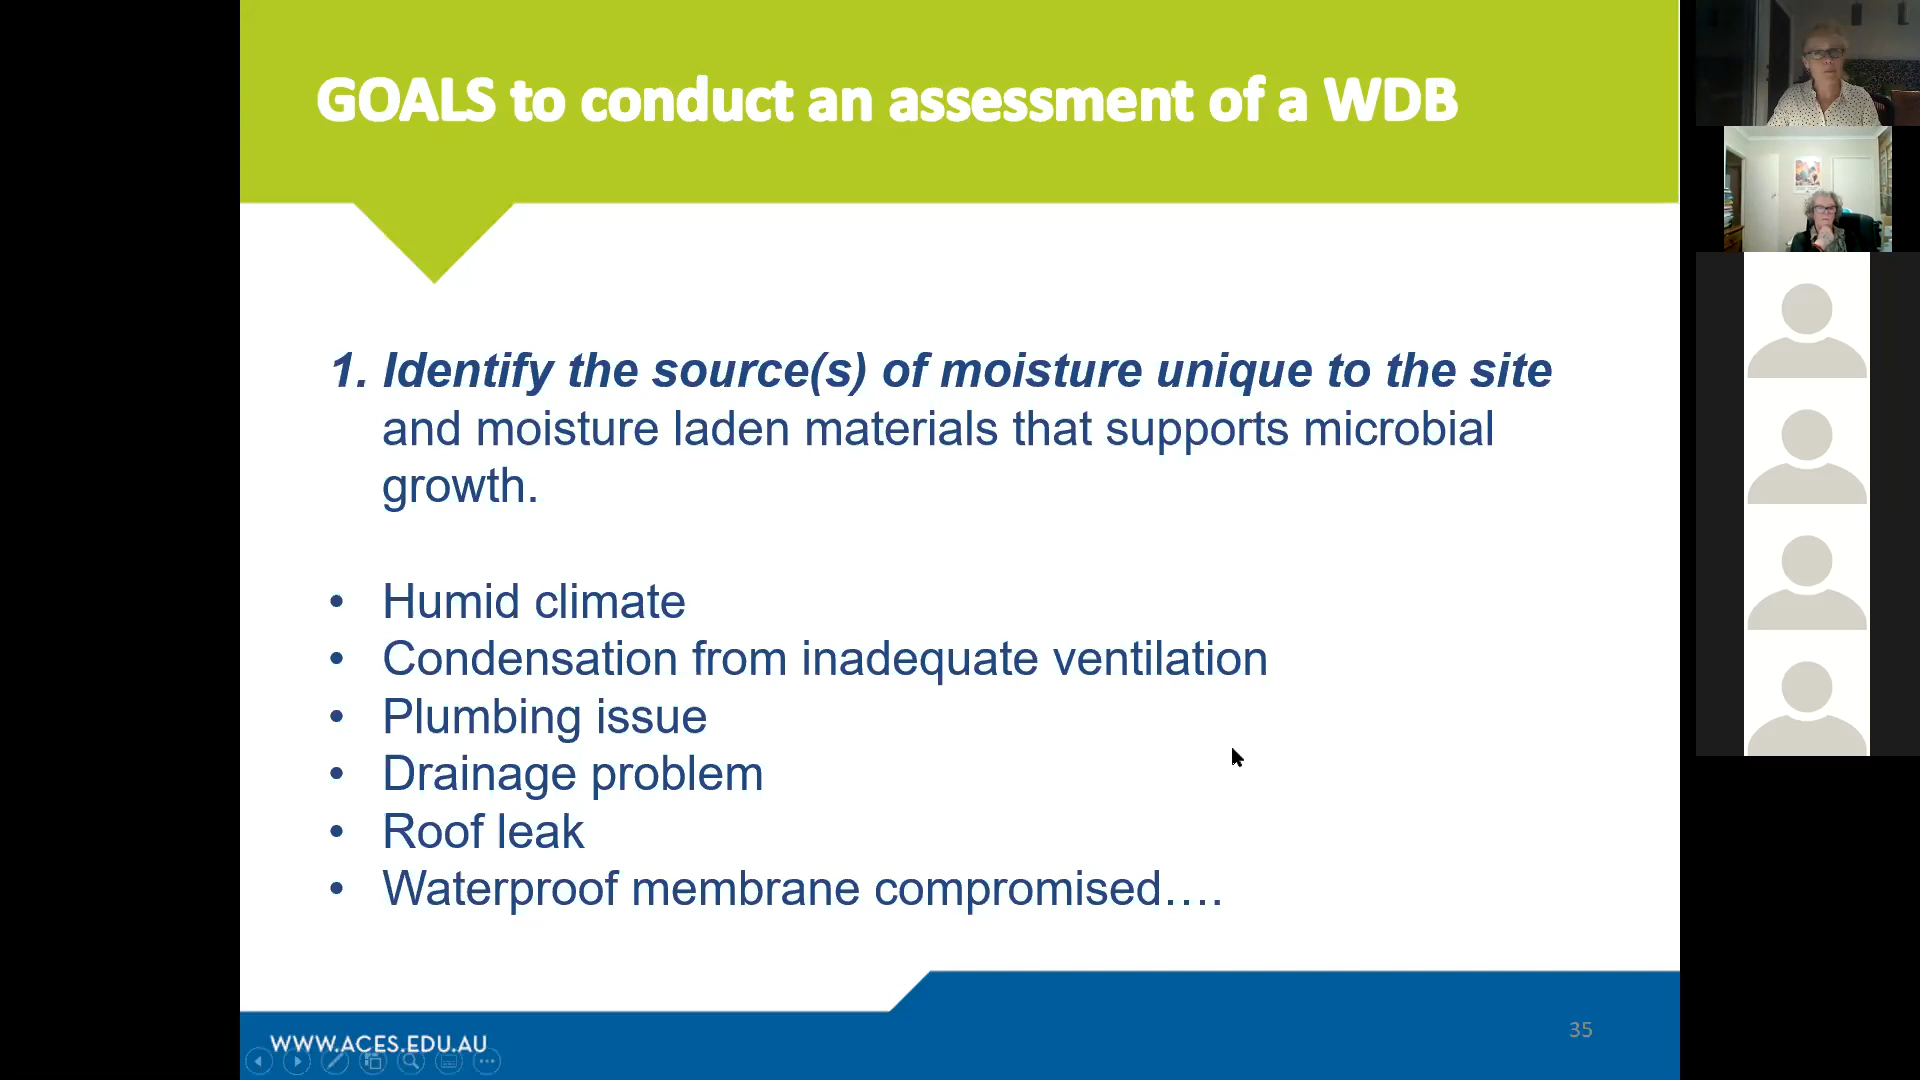 GOALS to conduct an assessment of a WDB
1. Identify the source(s) of moisture unique to the site
and moisture laden materials that supports microbial
growth.
• Humid climate
• Condensation from inadequate ventilation
• Plumbing issue
• Drainage problem
• Roof leak
• Waterproof membrane compromised....
WWW.ACES.EDU.AU
35